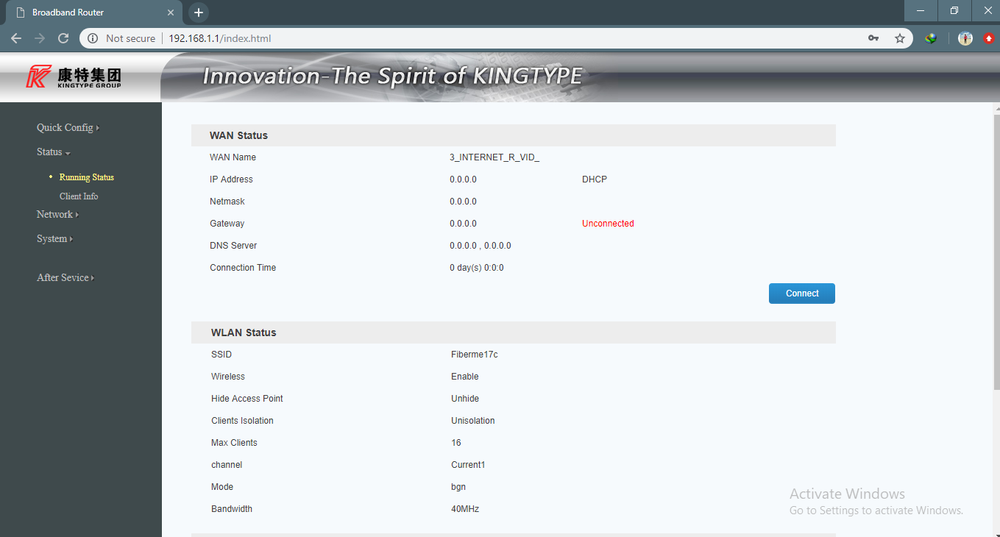 Broadband Router
Not secure
192.168.1.1/index.html
康特集团
KINGTYPE GROUP
Innovation-The Spirit of KINGTYPE
Quick Config
Status
Running Status
Client Info
Network
System
After Sevice
WAN Status
WAN Name 3_INTERNET_R_VID_
IP Address 0.0.0.0 DHCP
Netmask 0.0.0.0
Gateway 0.0.0.0 Unconnected
DNS Server 0.0.0.0 , 0.0.0.0
Connection Time 0 day(s) 0:0:0
Connect
WLAN Status
SSID Fiberme17c
Wireless Enable
Hide Access Point Unhide
Clients Isolation Unisolation
Max Clients 16
channel Current1
Mode bgn
Bandwidth 40MHz
Activate Windows
Go to Settings to activate Windows.